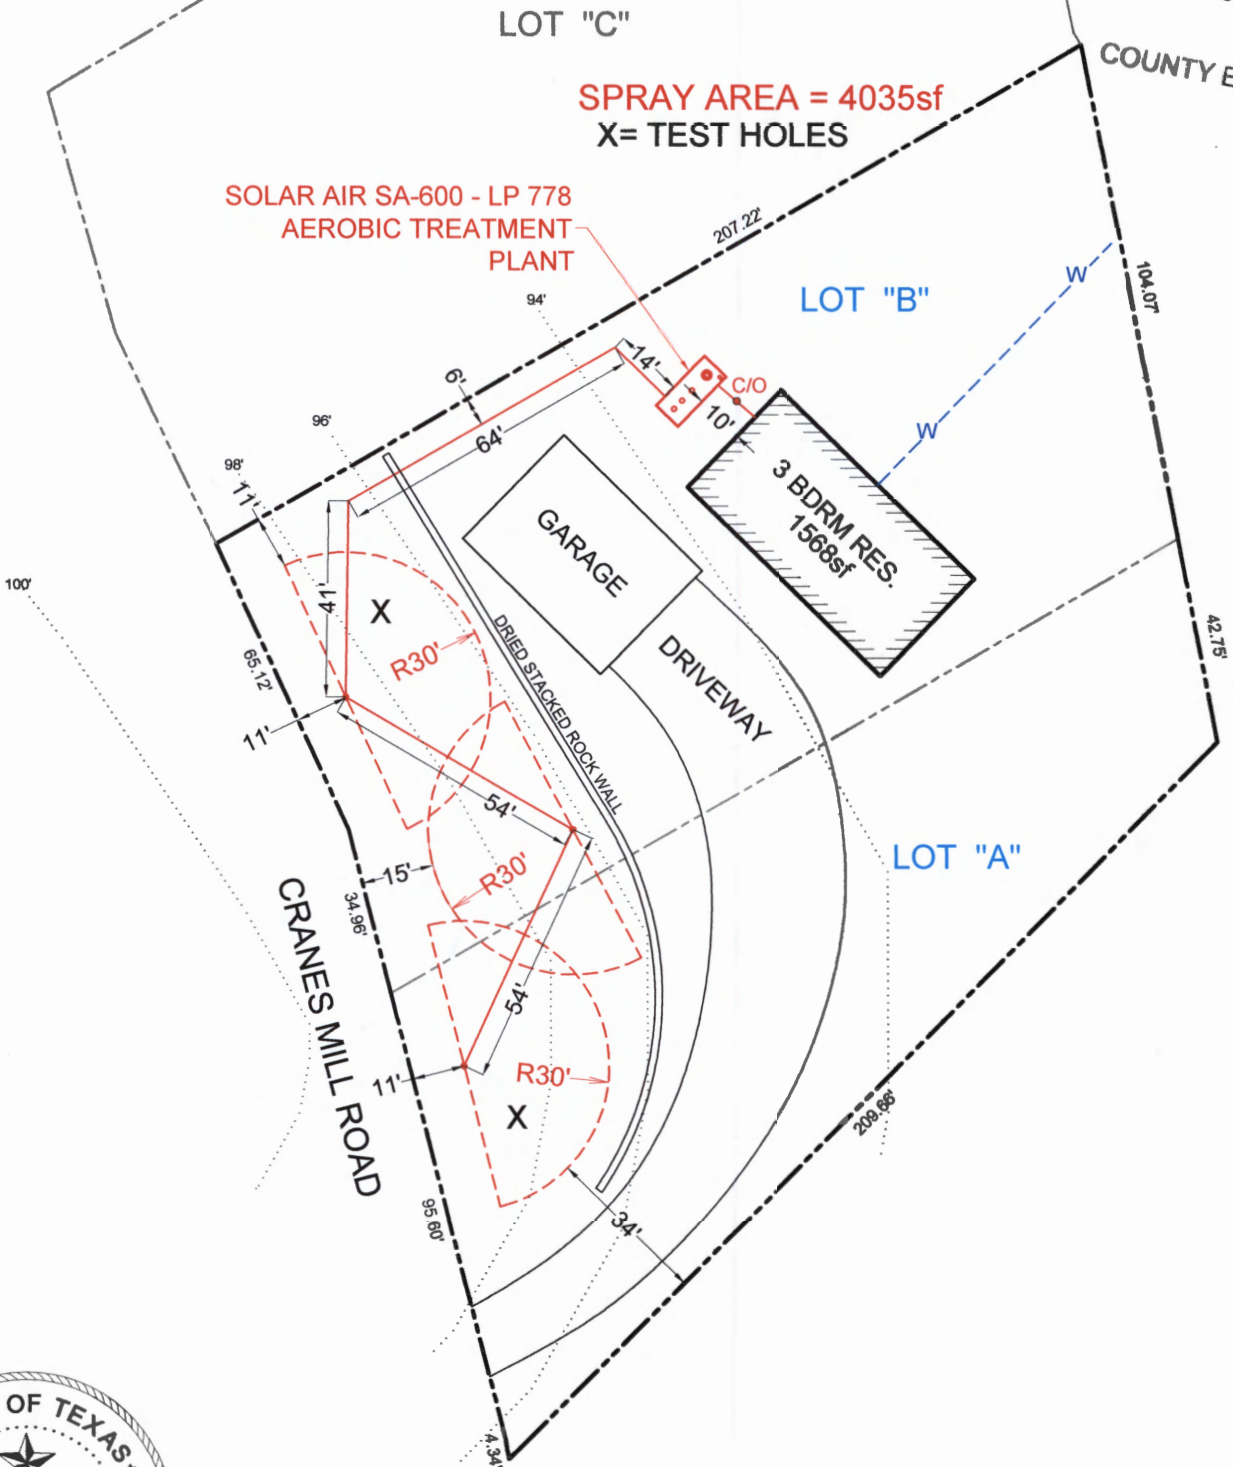 LOT "C"
COUNTY
SPRAY AREA = 4035sf
X= TEST HOLES
SOLAR AIR SA-600 - LP 778
AEROBIC TREATMENT
PLANT
207.22'
94'
LOT "B"
W
104.07'
14'
6'
C/O
10'
96'
64'
W
98'
11'
3 BDRM RES.
1568sf
GARAGE
100'
41'
X
R30'
DRIED STACKED ROCK WALL
DRIVEWAY
42.75'
65.12'
11'
54'
15'
R30'
LOT "A"
34.96'
CRANES MILL ROAD
54'
11'
R30'
X
209.66'
95.60'
34'
4.34'
OF TEXAS